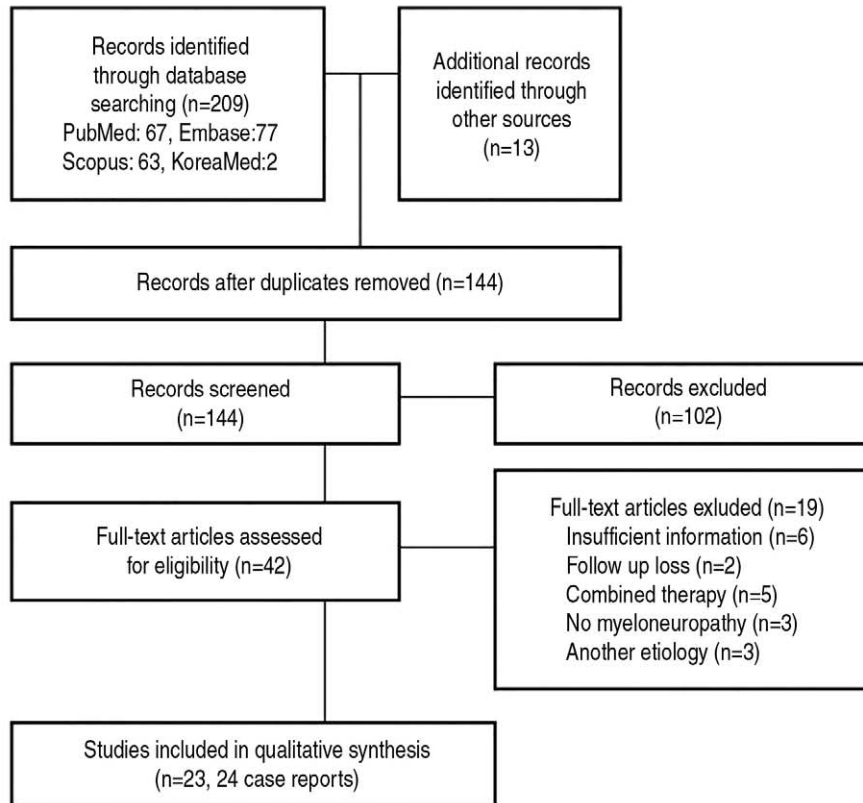 Records identified
through database
searching (n=209)
PubMed: 67, Embase:77
Scopus: 63, KoreaMed:2
Additional records
identified through
other sources
(n=13)
Records after duplicates removed (n=144)
Records screened
(n=144)
Records excluded
(n=102)
Full-text articles assessed
for eligibility (n=42)
Full-text articles exluded (n=19)
Insufficient information (n=6)
Follow up loss (n=2)
Combined therapy (n=5)
No myeloneuropathy (n=3)
Another etiology (n=3)
Studies included in qualitative synthesis
(n=23, 24 case reports)